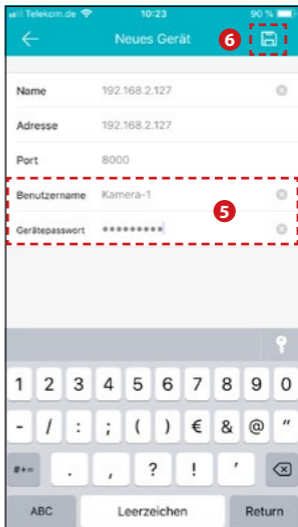 Telekom.de 10:23 90 %
Neues Gerät 6
Name 192.168.2.127
Adresse 192.168.2.127
Port 8000
Benutzername Kamera-1
5
Gerätepasswort •••••••••
1 2 3 4 5 6 7 8 9 0
- / : ; ( ) € & @ "
#+= . , ? ! '
ABC Leerzeichen Return